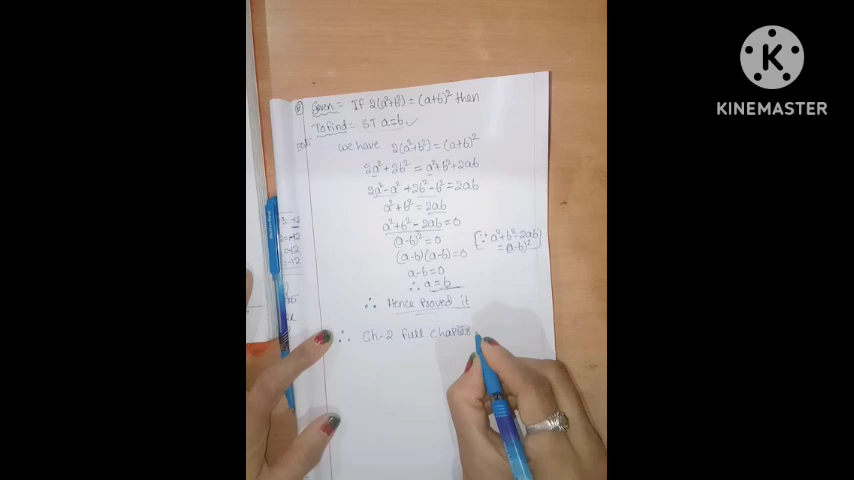 Given = If 2(a²+b²) = (a+b)² then
To find = ST a=b ✓
we have 2(a²+b²) = (a+b)²
2a²+2b² = a²+b²+2ab
2a²-a²+2b²-b² = 2ab
a²+b² = 2ab
a²+b²-2ab = 0
(a-b)² = 0
[∵ a²+b²-2ab
= (a-b)²
(a-b)(a-b) = 0
a-b = 0
∴ a = b
∴ Hence Proved it
∴ Ch-2 full chapter
K
KINEMASTER